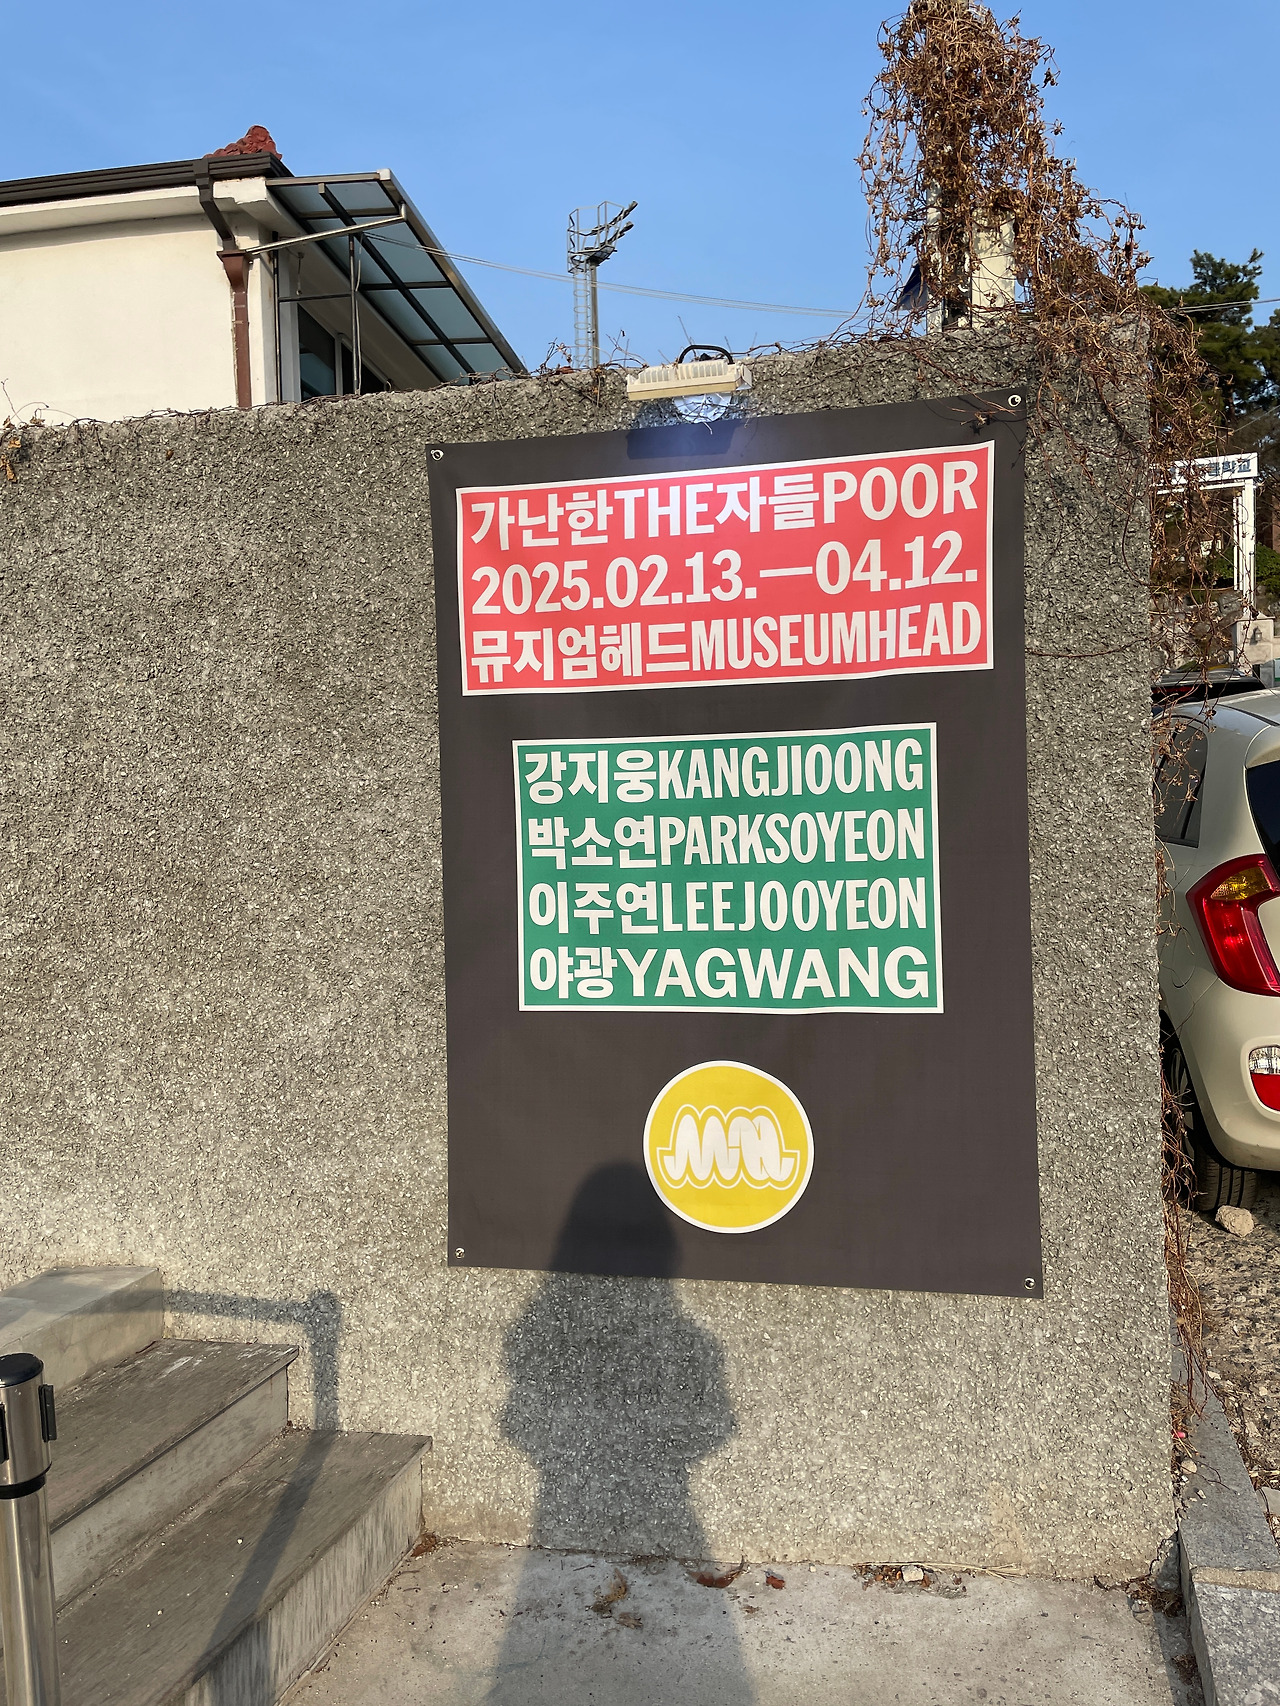 가난한THE자들POOR
2025.02.13.—04.12.
뮤지엄헤드MUSEUMHEAD
강지웅KANGJIOONG
박소연PARKSOYEON
이주연LEEJOOYEON
야광YAGWANG